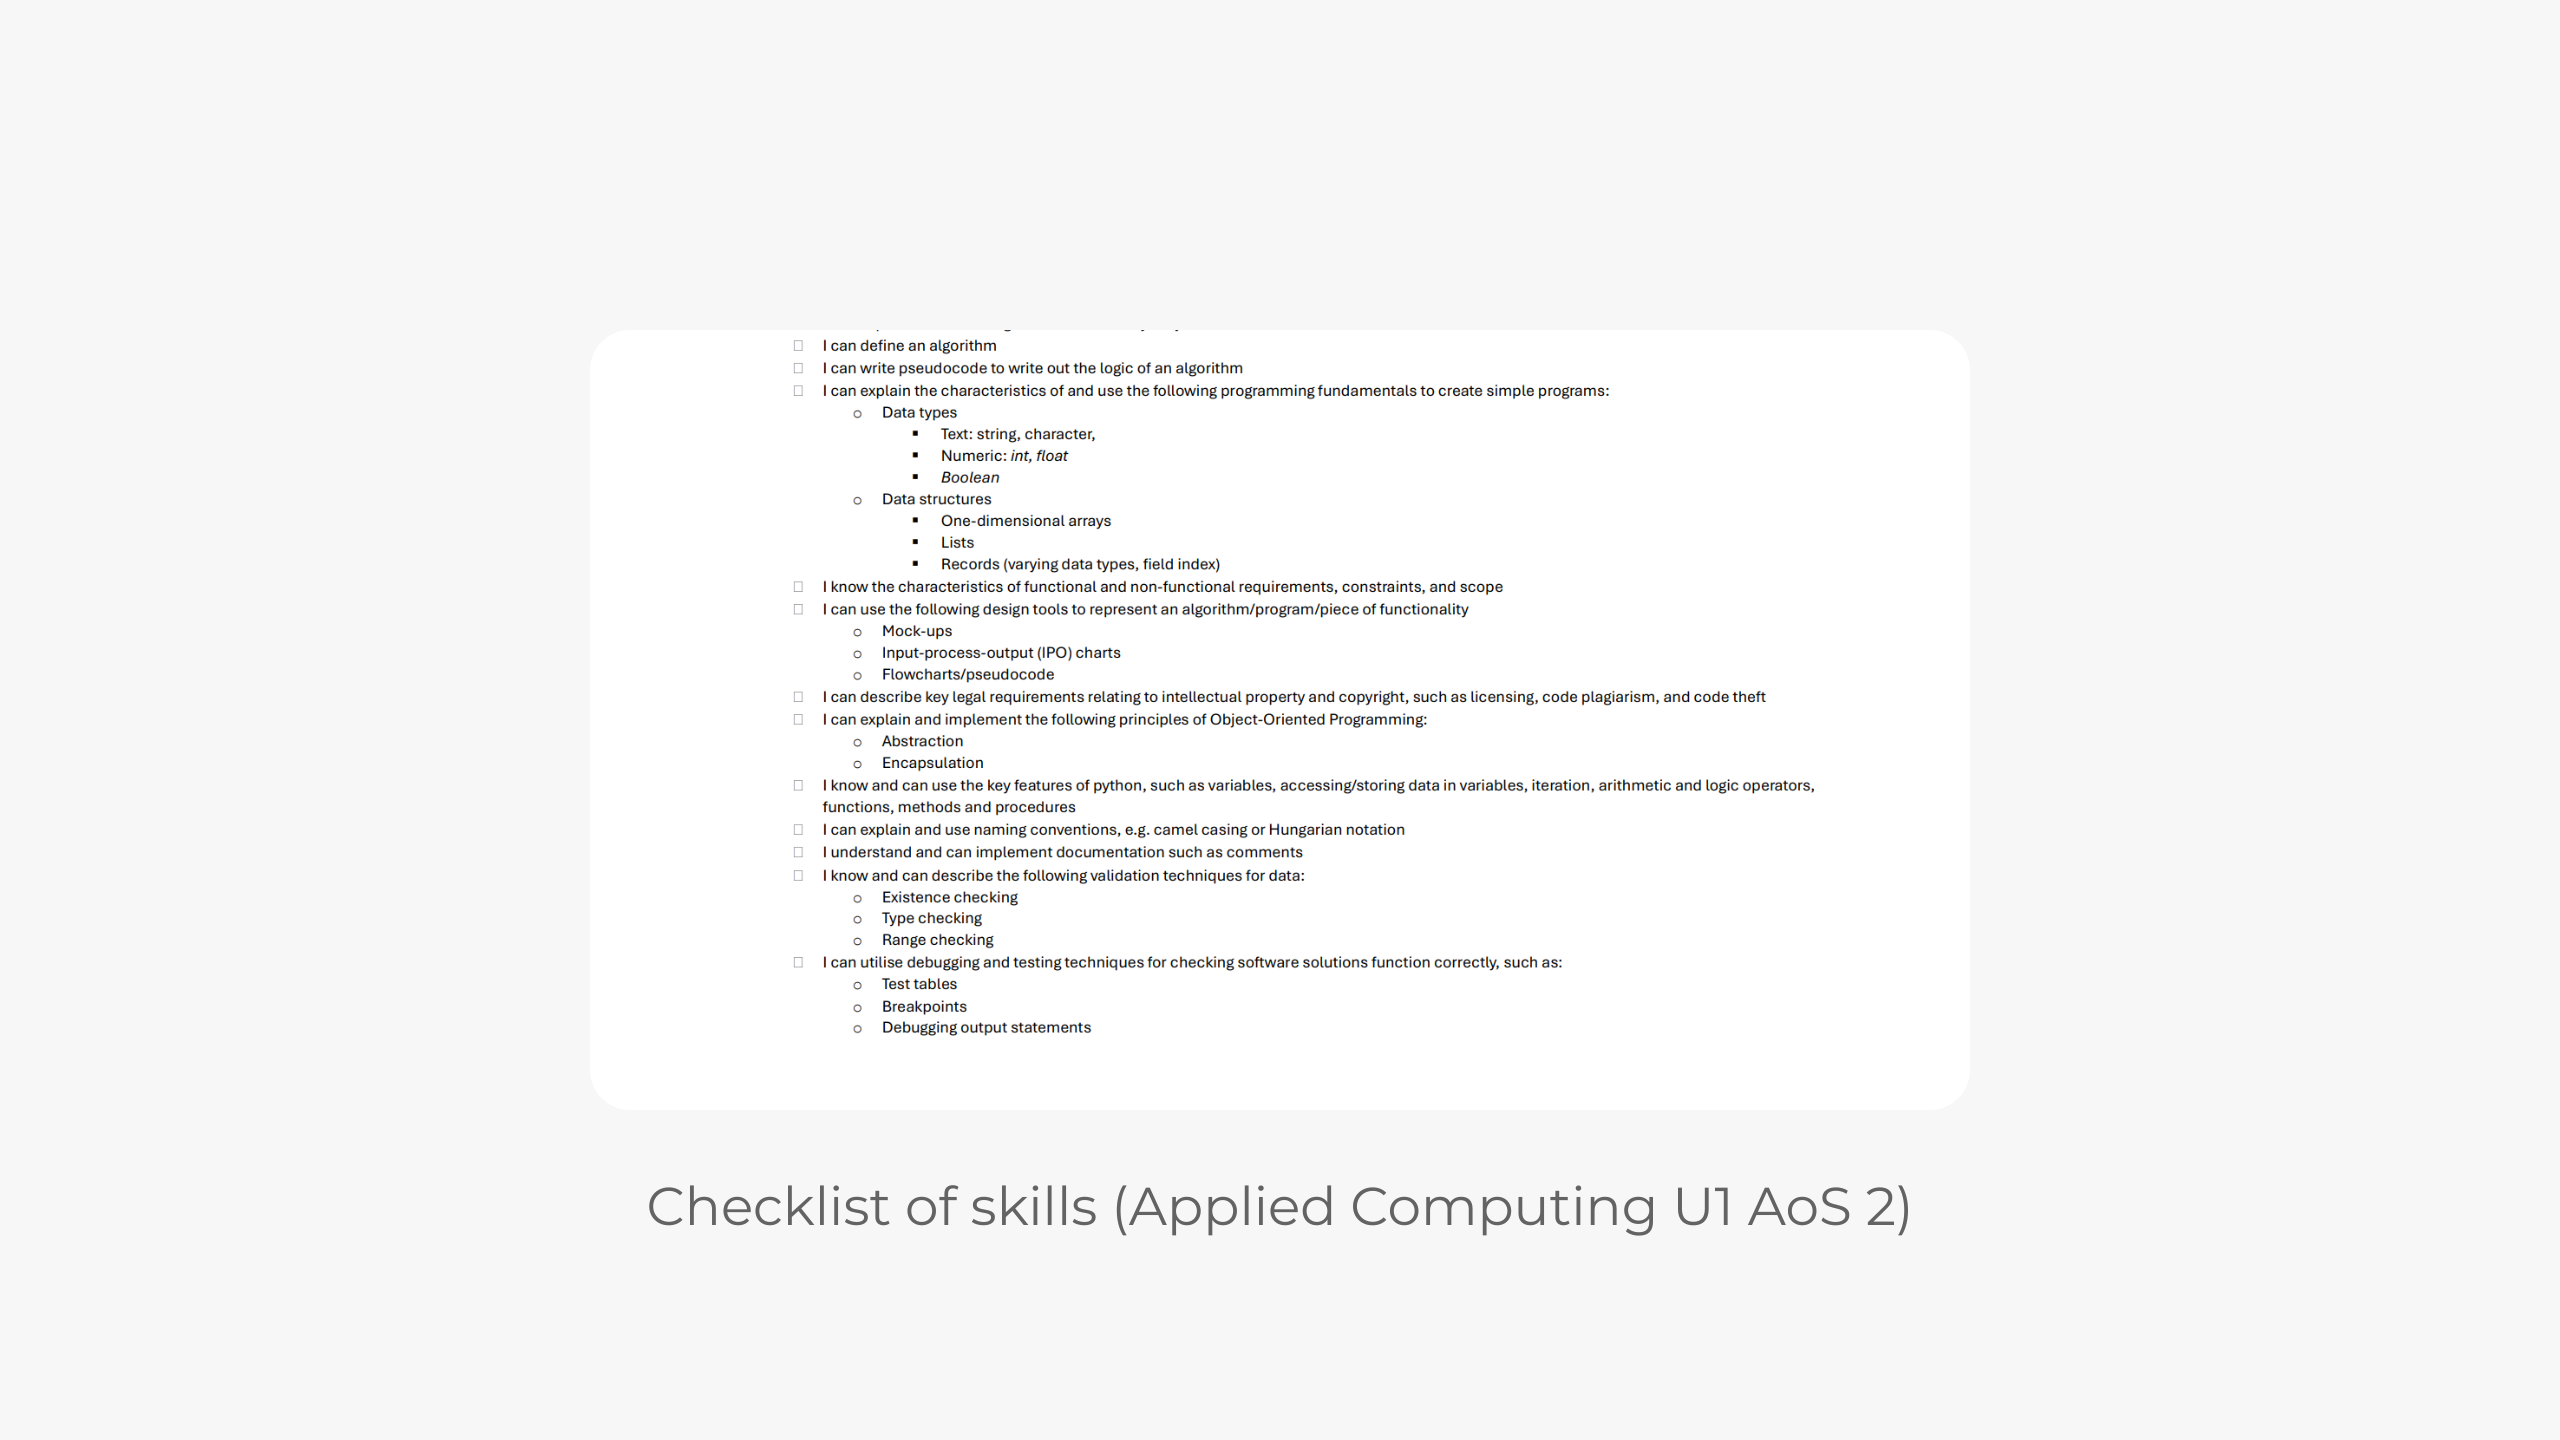 I can define an algorithm
I can write pseudocode to write out the logic of an algorithm
I can explain the characteristics of and use the following programming fundamentals to create simple programs:
Data types
Text: string, character,
Numeric: int, float
Boolean
Data structures
One-dimensional arrays
Lists
Records (varying data types, field index)
I know the characteristics of functional and non-functional requirements, constraints, and scope
I can use the following design tools to represent an algorithm/program/piece of functionality
Mock-ups
Input-process-output (IPO) charts
Flowcharts/pseudocode
I can describe key legal requirements relating to intellectual property and copyright, such as licensing, code plagiarism, and code theft
I can explain and implement the following principles of Object-Oriented Programming:
Abstraction
Encapsulation
I know and can use the key features of python, such as variables, accessing/storing data in variables, iteration, arithmetic and logic operators,
functions, methods and procedures
I can explain and use naming conventions, e.g. camel casing or Hungarian notation
I understand and can implement documentation such as comments
I know and can describe the following validation techniques for data:
Existence checking
Type checking
Range checking
I can utilise debugging and testing techniques for checking software solutions function correctly, such as:
Test tables
Breakpoints
Debugging output statements
Checklist of skills (Applied Computing U1 AoS 2)